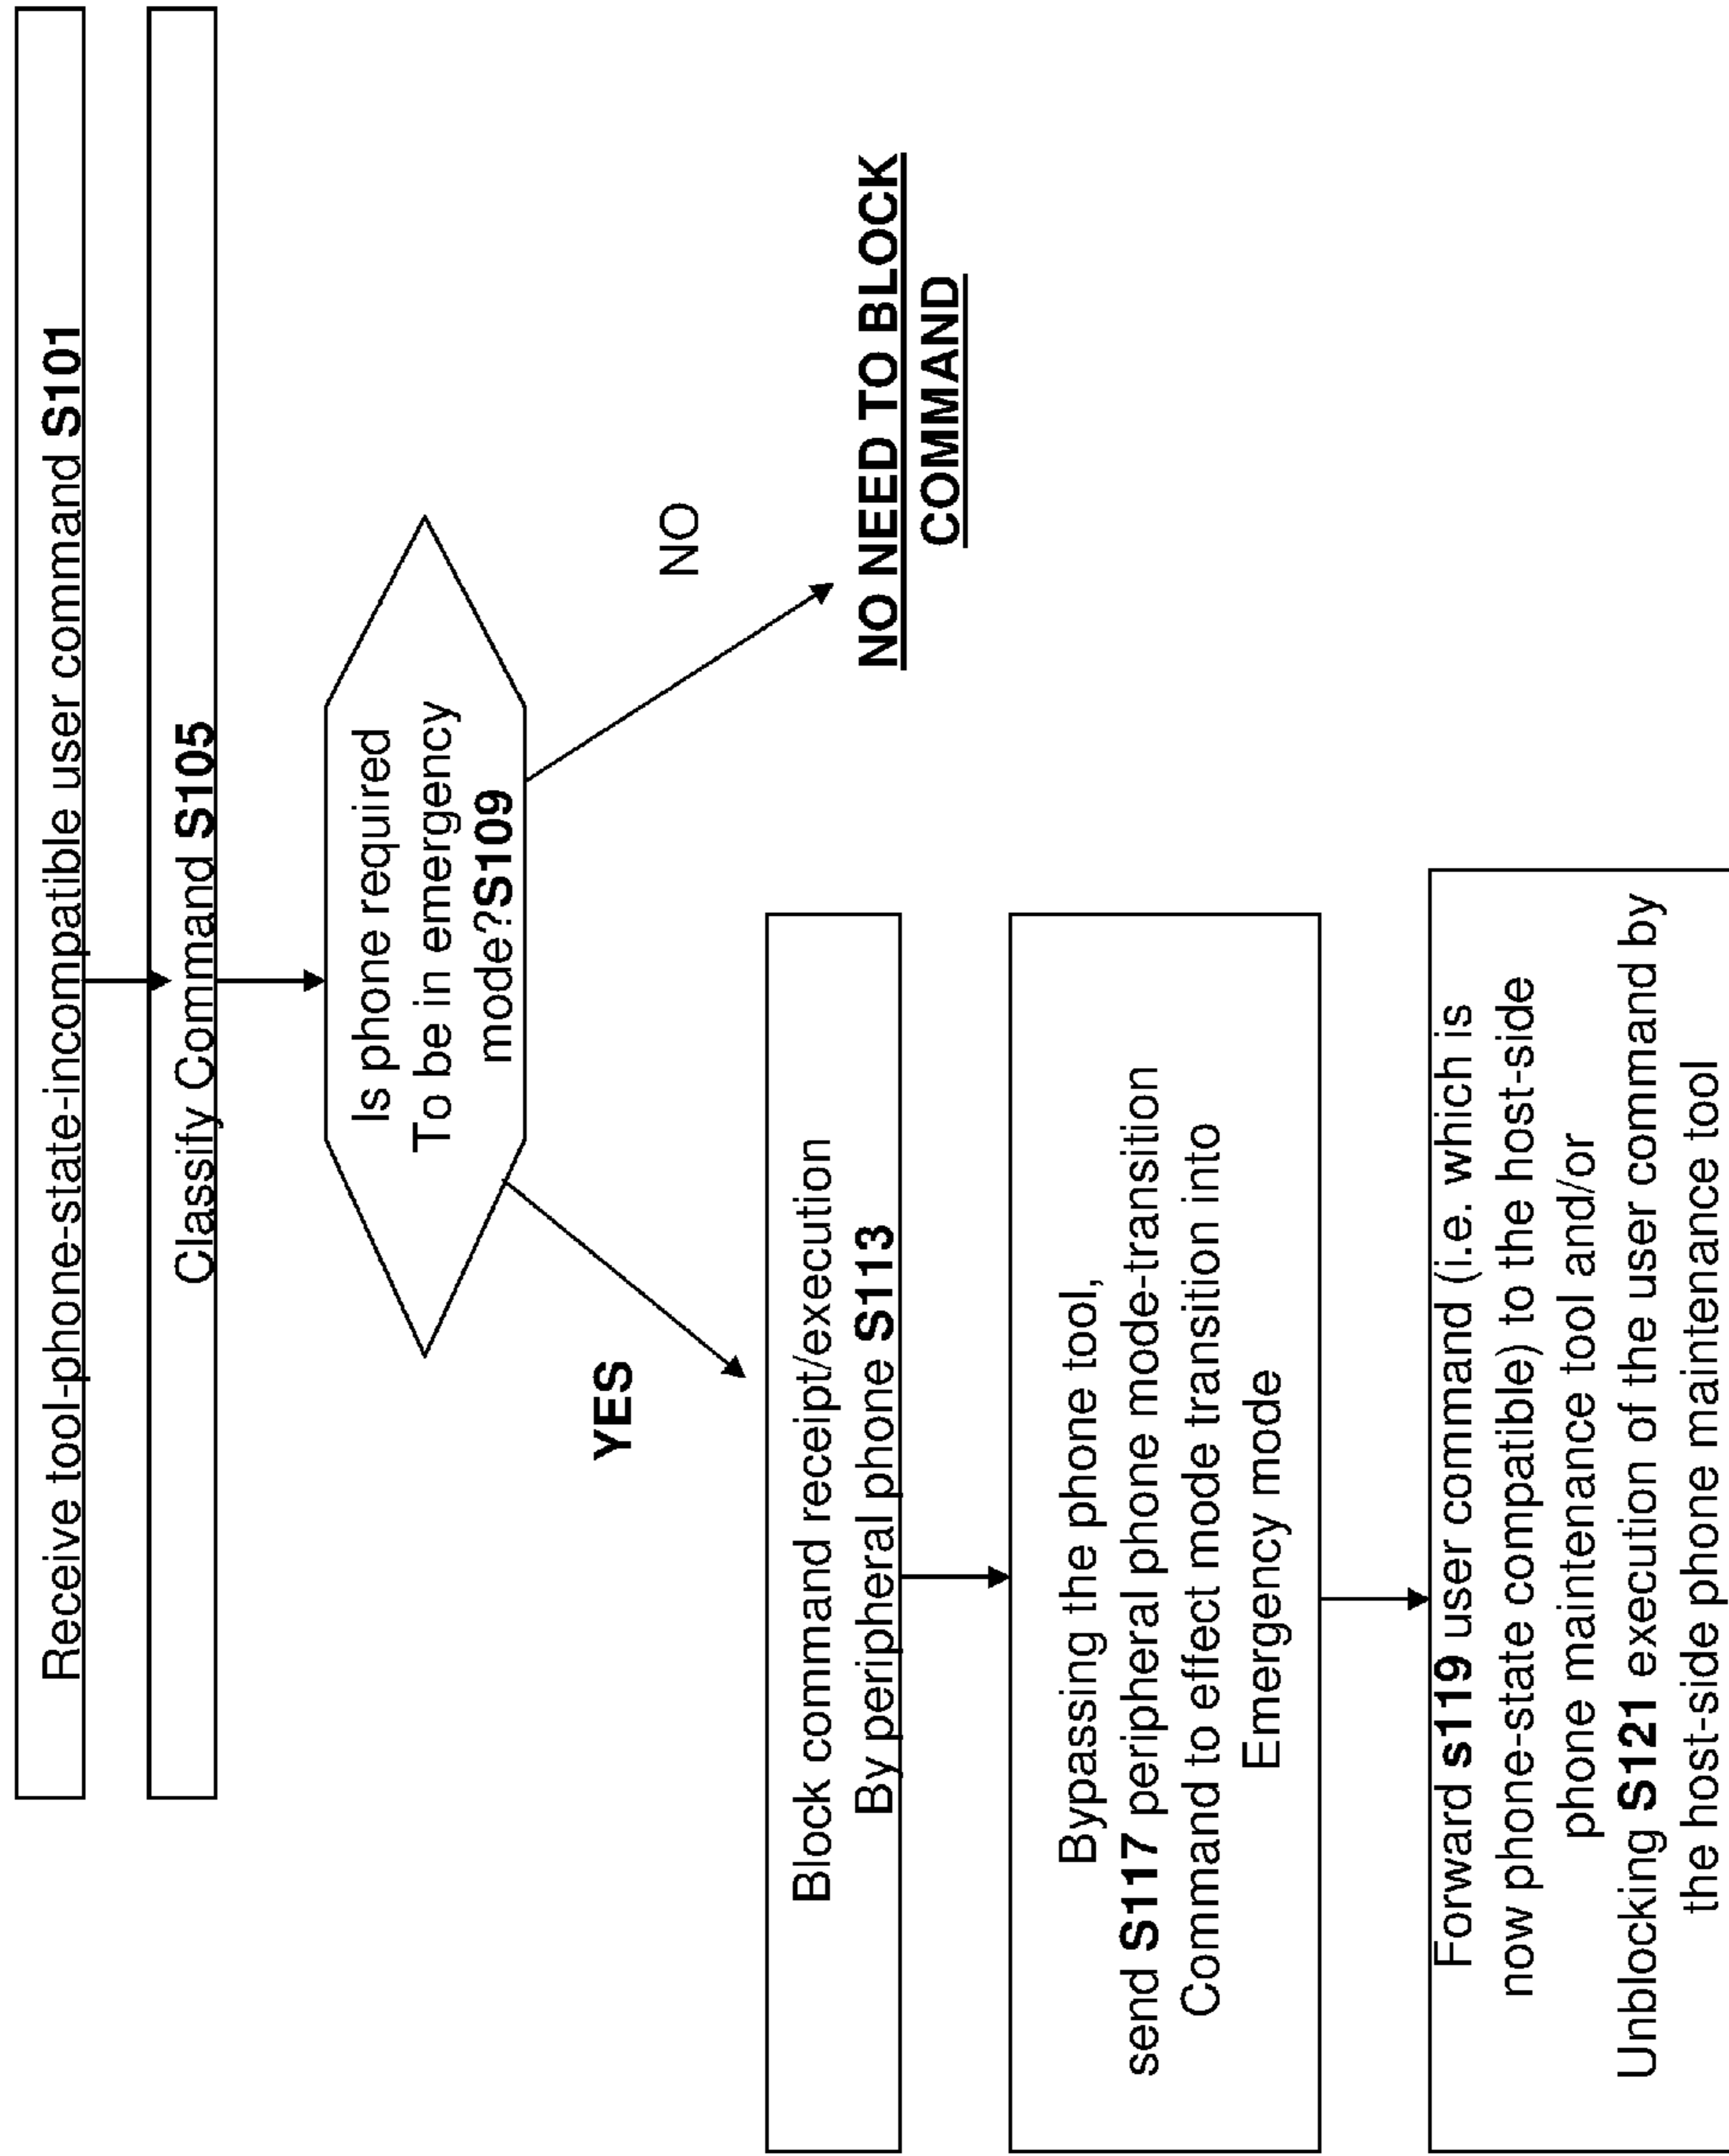 Receive tool-phone-state-incompatible user command S101
Classify Command S105
Is phone required
To be in emergency
mode?S109
YES
NO
NO NEED TO BLOCK
COMMAND
Block command receipt/execution
By peripheral phone S113
Bypassing the phone tool,
send S117 peripheral phone mode-transition
Command to effect mode transition into
Emergency mode
Forward s119 user command (i.e. which is
now phone-state compatible) to the host-side
phone maintenance tool and/or
Unblocking S121 execution of the user command by
the host-side phone maintenance tool